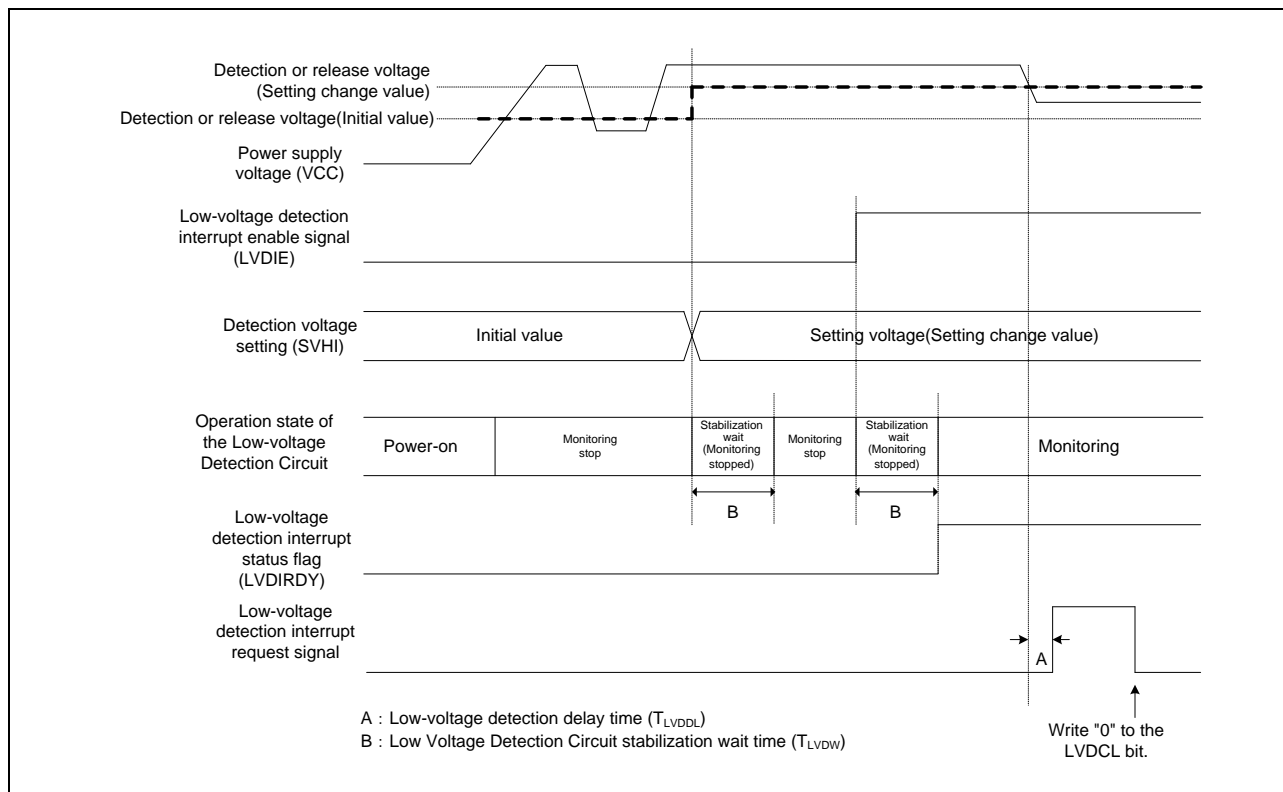 Detection or release voltage
(Setting change value)
Detection or release voltage(Initial value)
Power supply
voltage (VCC)
Low-voltage detection
interrupt enable signal
(LVDIE)
Detection voltage
setting (SVHI)
Initial value
Setting voltage(Setting change value)
Operation state of
the Low-voltage
Detection Circuit
Power-on
Monitoring
stop
Stabilization
wait
(Monitoring
stopped)
Monitoring
stop
Stabilization
wait
(Monitoring
stopped)
Monitoring
B
B
Low-voltage
detection interrupt
status flag
(LVDIRDY)
Low-voltage
detection interrupt
request signal
A
A : Low-voltage detection delay time (TLVDDL)
B : Low Voltage Detection Circuit stabilization wait time (TLVDW)
Write "0" to the
LVDCL bit.